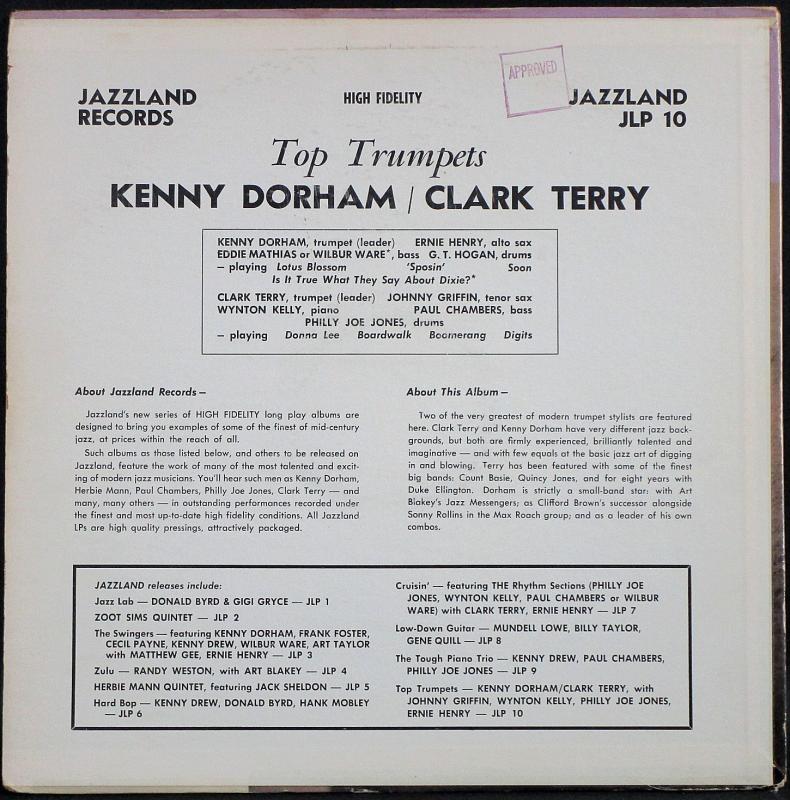 JAZZLAND RECORDS
HIGH FIDELITY
APPROVED
JAZZLAND JLP 10
Top Trumpets
KENNY DORHAM / CLARK TERRY
KENNY DORHAM, trumpet (leader) ERNIE HENRY, alto sax
EDDIE MATHIAS or WILBUR WARE*, bass G. T. HOGAN, drums
— playing Lotus Blossom 'Sposin' Soon
Is It True What They Say About Dixie?*
CLARK TERRY, trumpet (leader) JOHNNY GRIFFIN, tenor sax
WYNTON KELLY, piano PAUL CHAMBERS, bass
PHILLY JOE JONES, drums
— playing Donna Lee Boardwalk Boomerang Digits
About Jazzland Records —
Jazzland's new series of HIGH FIDELITY long play albums are
designed to bring you examples of some of the finest of mid-century
jazz, at prices within the reach of all.
Such albums as those listed below, and others to be released on
Jazzland, feature the work of many of the most talented and excit-
ing of modern jazz musicians. You'll hear such men as Kenny Dorham,
Herbie Mann, Paul Chambers, Philly Joe Jones, Clark Terry — and
many, many others — in outstanding performances recorded under
the finest and most up-to-date high fidelity conditions. All Jazzland
LPs are high quality pressings, attractively packaged.
About This Album —
Two of the very greatest of modern trumpet stylists are featured
here. Clark Terry and Kenny Dorham have very different jazz back-
grounds, but both are firmly experienced, brilliantly talented and
imaginative — and with few equals at the basic jazz art of digging
in and blowing. Terry has been featured with some of the finest
big bands: Count Basie, Quincy Jones, and for eight years with
Duke Ellington. Dorham is strictly a small-band star: with Art
Blakey's Jazz Messengers; as Clifford Brown's successor alongside
Sonny Rollins in the Max Roach group; and as a leader of his own
combos.
JAZZLAND releases include:
Jazz Lab — DONALD BYRD & GIGI GRYCE — JLP 1
ZOOT SIMS QUINTET — JLP 2
The Swingers — featuring KENNY DORHAM, FRANK FOSTER,
CECIL PAYNE, KENNY DREW, WILBUR WARE, ART TAYLOR
with MATTHEW GEE, ERNIE HENRY — JLP 3
Zulu — RANDY WESTON, with ART BLAKEY — JLP 4
HERBIE MANN QUINTET, featuring JACK SHELDON — JLP 5
Hard Bop — KENNY DREW, DONALD BYRD, HANK MOBLEY
— JLP 6
Cruisin' — featuring THE Rhythm Sections (PHILLY JOE
JONES, WYNTON KELLY, PAUL CHAMBERS or WILBUR
WARE) with CLARK TERRY, ERNIE HENRY — JLP 7
Low-Down Guitar — MUNDELL LOWE, BILLY TAYLOR,
GENE QUILL — JLP 8
The Tough Piano Trio — KENNY DREW, PAUL CHAMBERS,
PHILLY JOE JONES — JLP 9
Top Trumpets — KENNY DORHAM/CLARK TERRY, with
JOHNNY GRIFFIN, WYNTON KELLY, PHILLY JOE JONES,
ERNIE HENRY — JLP 10